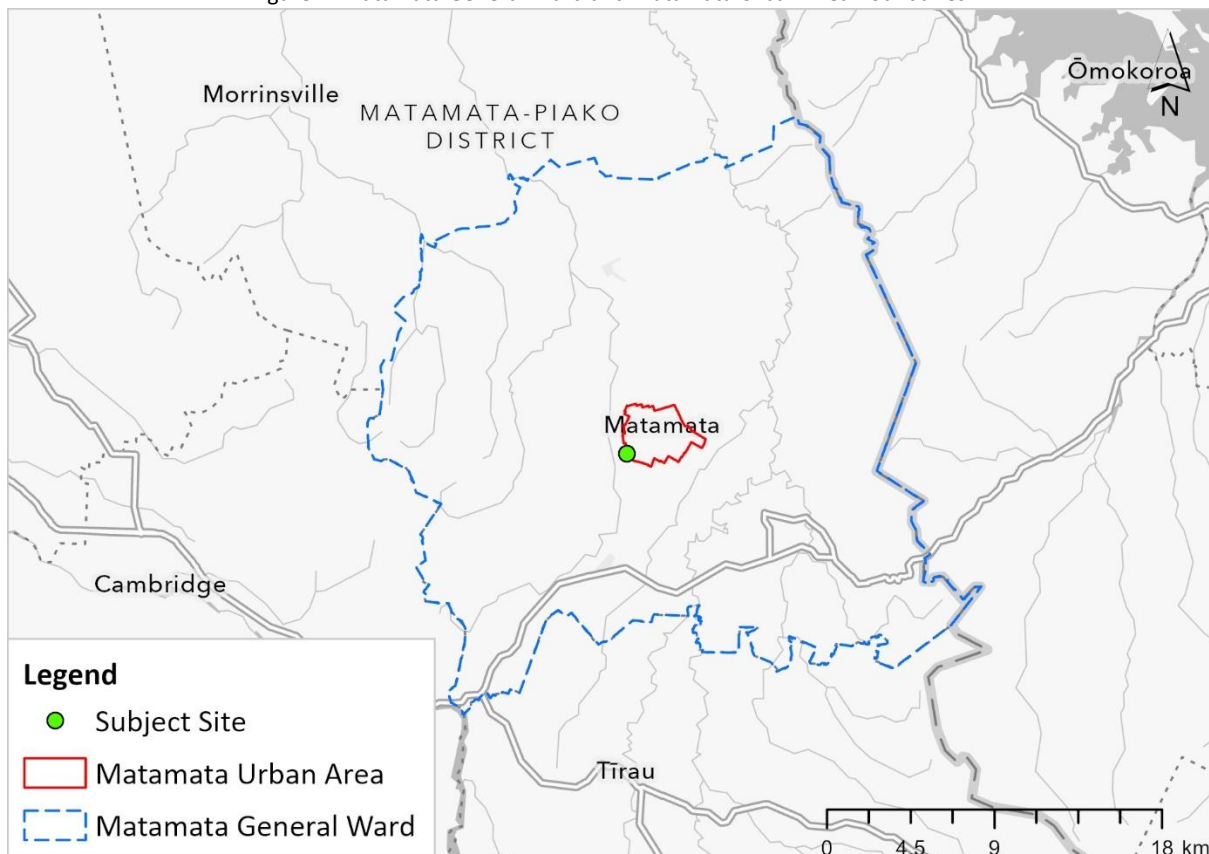 Ōmokoroa
N
Morrinsville
MATAMATA-PIAKO
DISTRICT
Matamata
Cambridge
Tīrau
Legend
Subject Site
Matamata Urban Area
Matamata General Ward
0 4.5 9 18 km